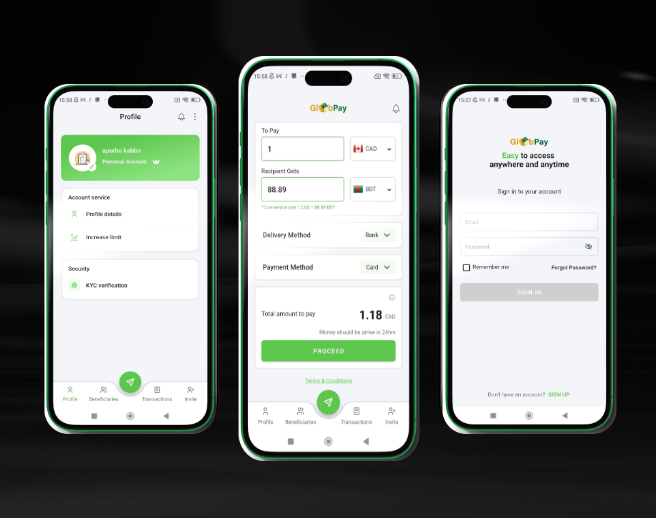 15:53
Profile
apurbo kabbo
Personal Account
Account service
Profile details
Increase limit
Security
KYC verification
Profile
Beneficiaries
Transactions
Invite
15:58
GlobPay
To Pay
1
CAD
Recipient Gets
88.89
BDT
* Conversion rate 1 CAD = 88.89 BDT
Delivery Method
Bank
Payment Method
Card
Total amount to pay
1.18 CAD
Money should be arrive in 24hrs
PROCEED
Terms & Conditions
Profile
Beneficiaries
Transactions
Invite
15:57
GlobPay
Easy to access
anywhere and anytime
Sign in to your account
Email
Password
Remember me
Forgot Password?
SIGN IN
Don't have an account? SIGN UP